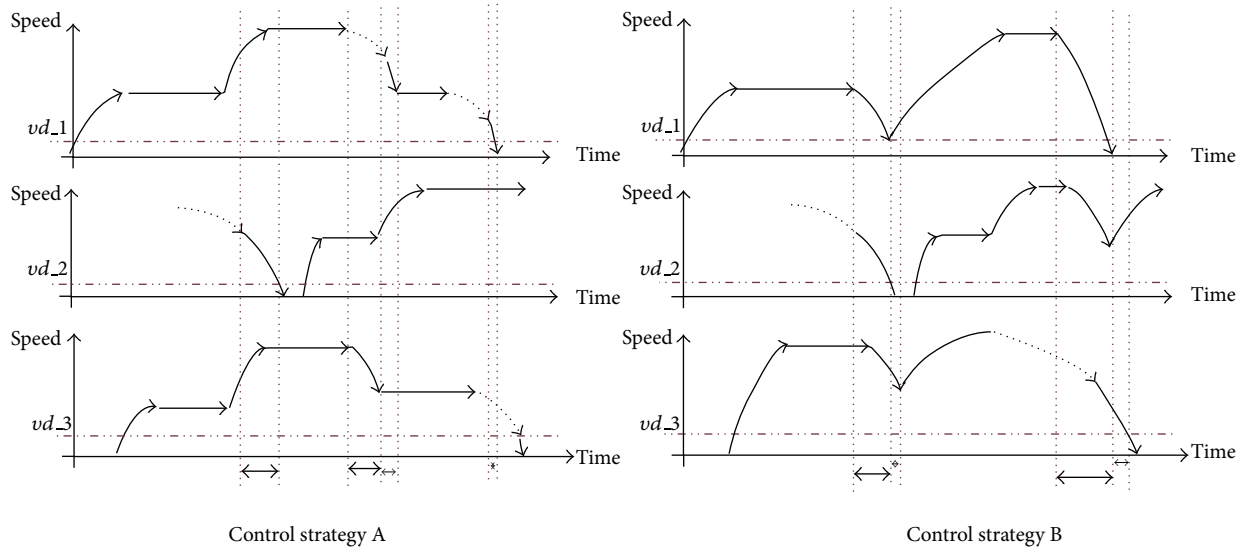 Speed
vd_1
Time
Speed
vd_2
Time
Speed
vd_3
Time
Control strategy A
Speed
vd_1
Time
Speed
vd_2
Time
Speed
vd_3
Time
Control strategy B